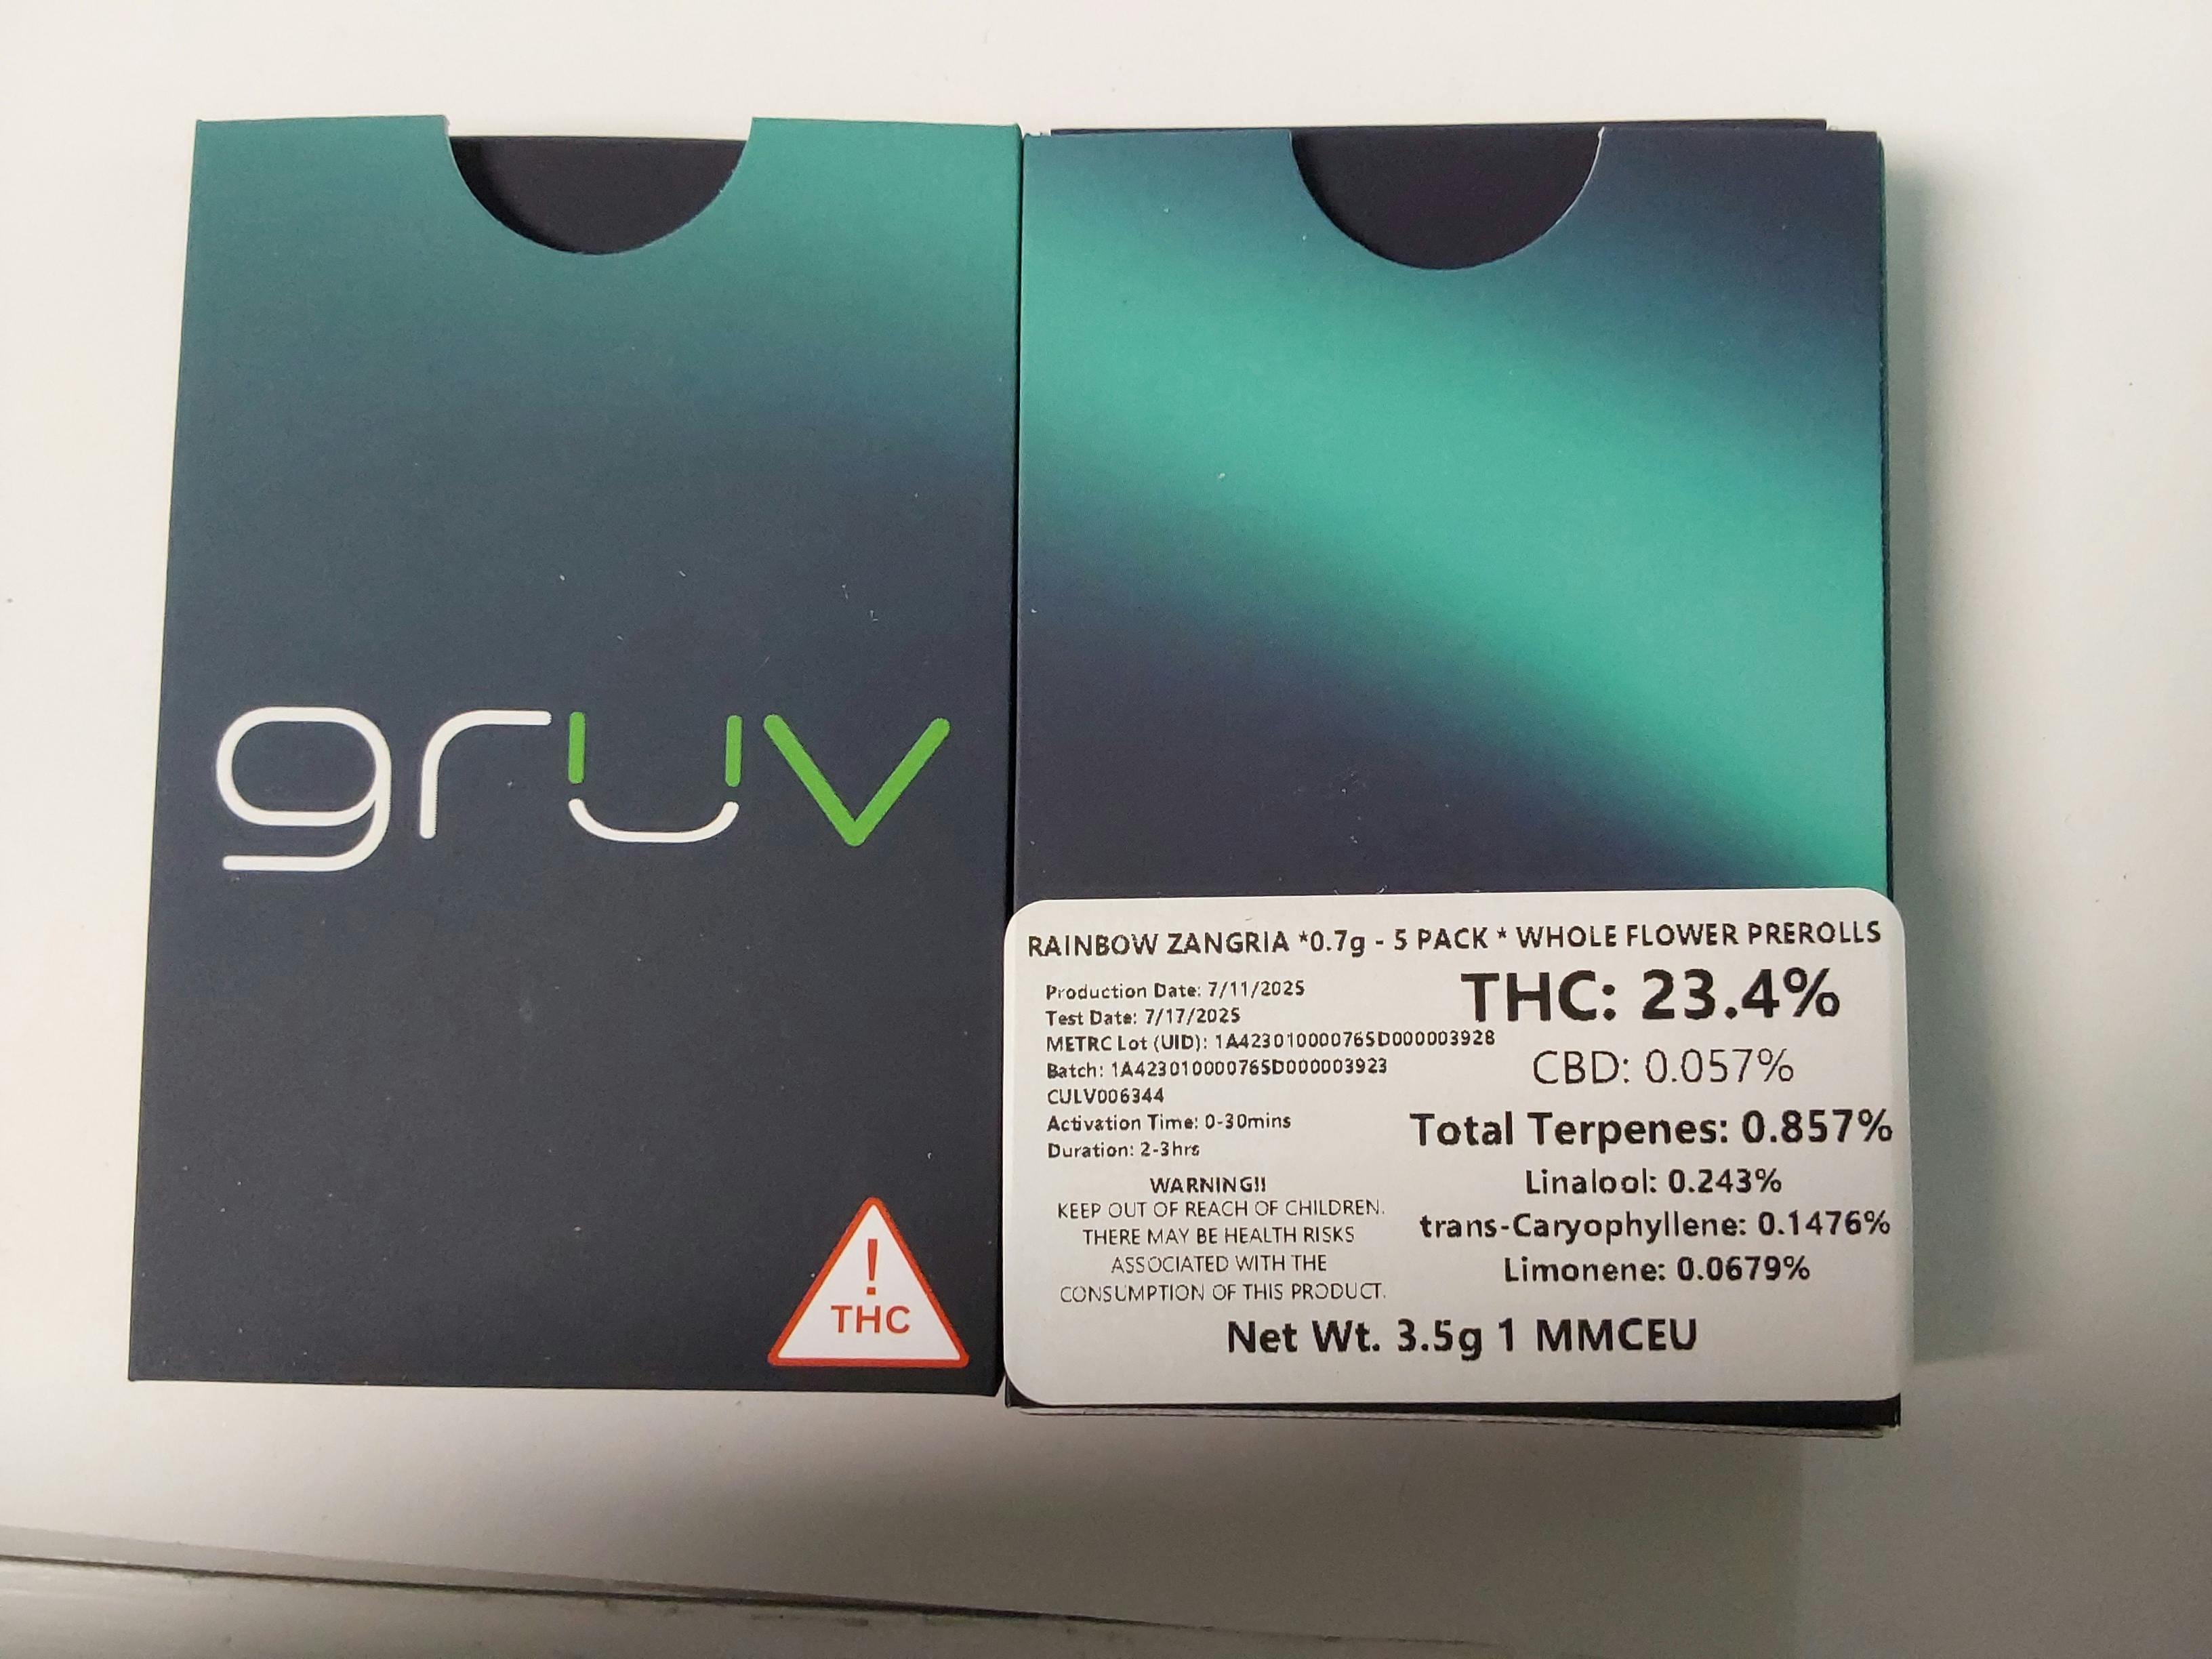 gruv
!
THC
RAINBOW ZANGRIA *0.7g - 5 PACK * WHOLE FLOWER PREROLLS
Production Date: 7/11/2025
Test Date: 7/17/2025
METRC Lot (UID): 1A423010000765D000003928
Batch: 1A423010000765D000003923
CULV006344
Activation Time: 0-30mins
Duration: 2-3hrs
WARNING!!
KEEP OUT OF REACH OF CHILDREN.
THERE MAY BE HEALTH RISKS
ASSOCIATED WITH THE
CONSUMPTION OF THIS PRODUCT.
THC: 23.4%
CBD: 0.057%
Total Terpenes: 0.857%
Linalool: 0.243%
trans-Caryophyllene: 0.1476%
Limonene: 0.0679%
Net Wt. 3.5g 1 MMCEU